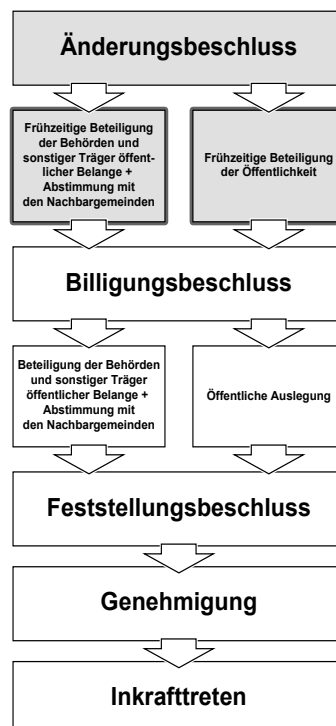 Änderungsbeschluss
Frühzeitige Beteiligung
der Behörden und
sonstiger Träger öffent-
licher Belange +
Abstimmung mit
den Nachbargemeinden
Frühzeitige Beteiligung
der Öffentlichkeit
Billigungsbeschluss
Beteiligung der Behörden
und sonstiger Träger
öffentlicher Belange +
Abstimmung mit
den Nachbargemeinden
Öffentliche Auslegung
Feststellungsbeschluss
Genehmigung
Inkrafttreten